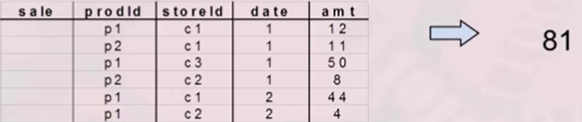 sale prodId storeId date amt
p1 c1 1 12
p2 c1 1 11
p1 c3 1 50
p2 c2 1 8
p1 c1 2 44
p1 c2 2 4
81